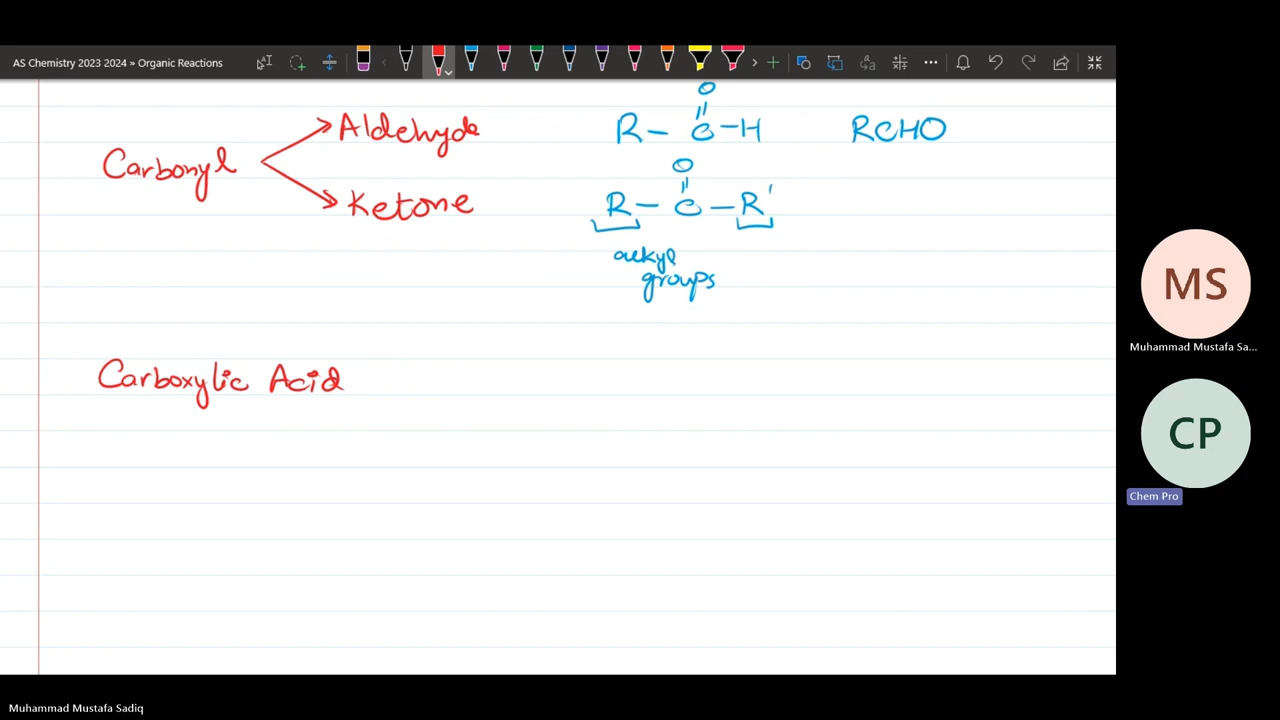 AS Chemistry 2023 2024 » Organic Reactions
O
Carbonyl
Aldehyde
R – C – H
RCHO
O
Ketone
R – C – R'
alkyl
groups
Carboxylic Acid
MS
Muhammad Mustafa Sa...
CP
Chem Pro
Muhammad Mustafa Sadiq